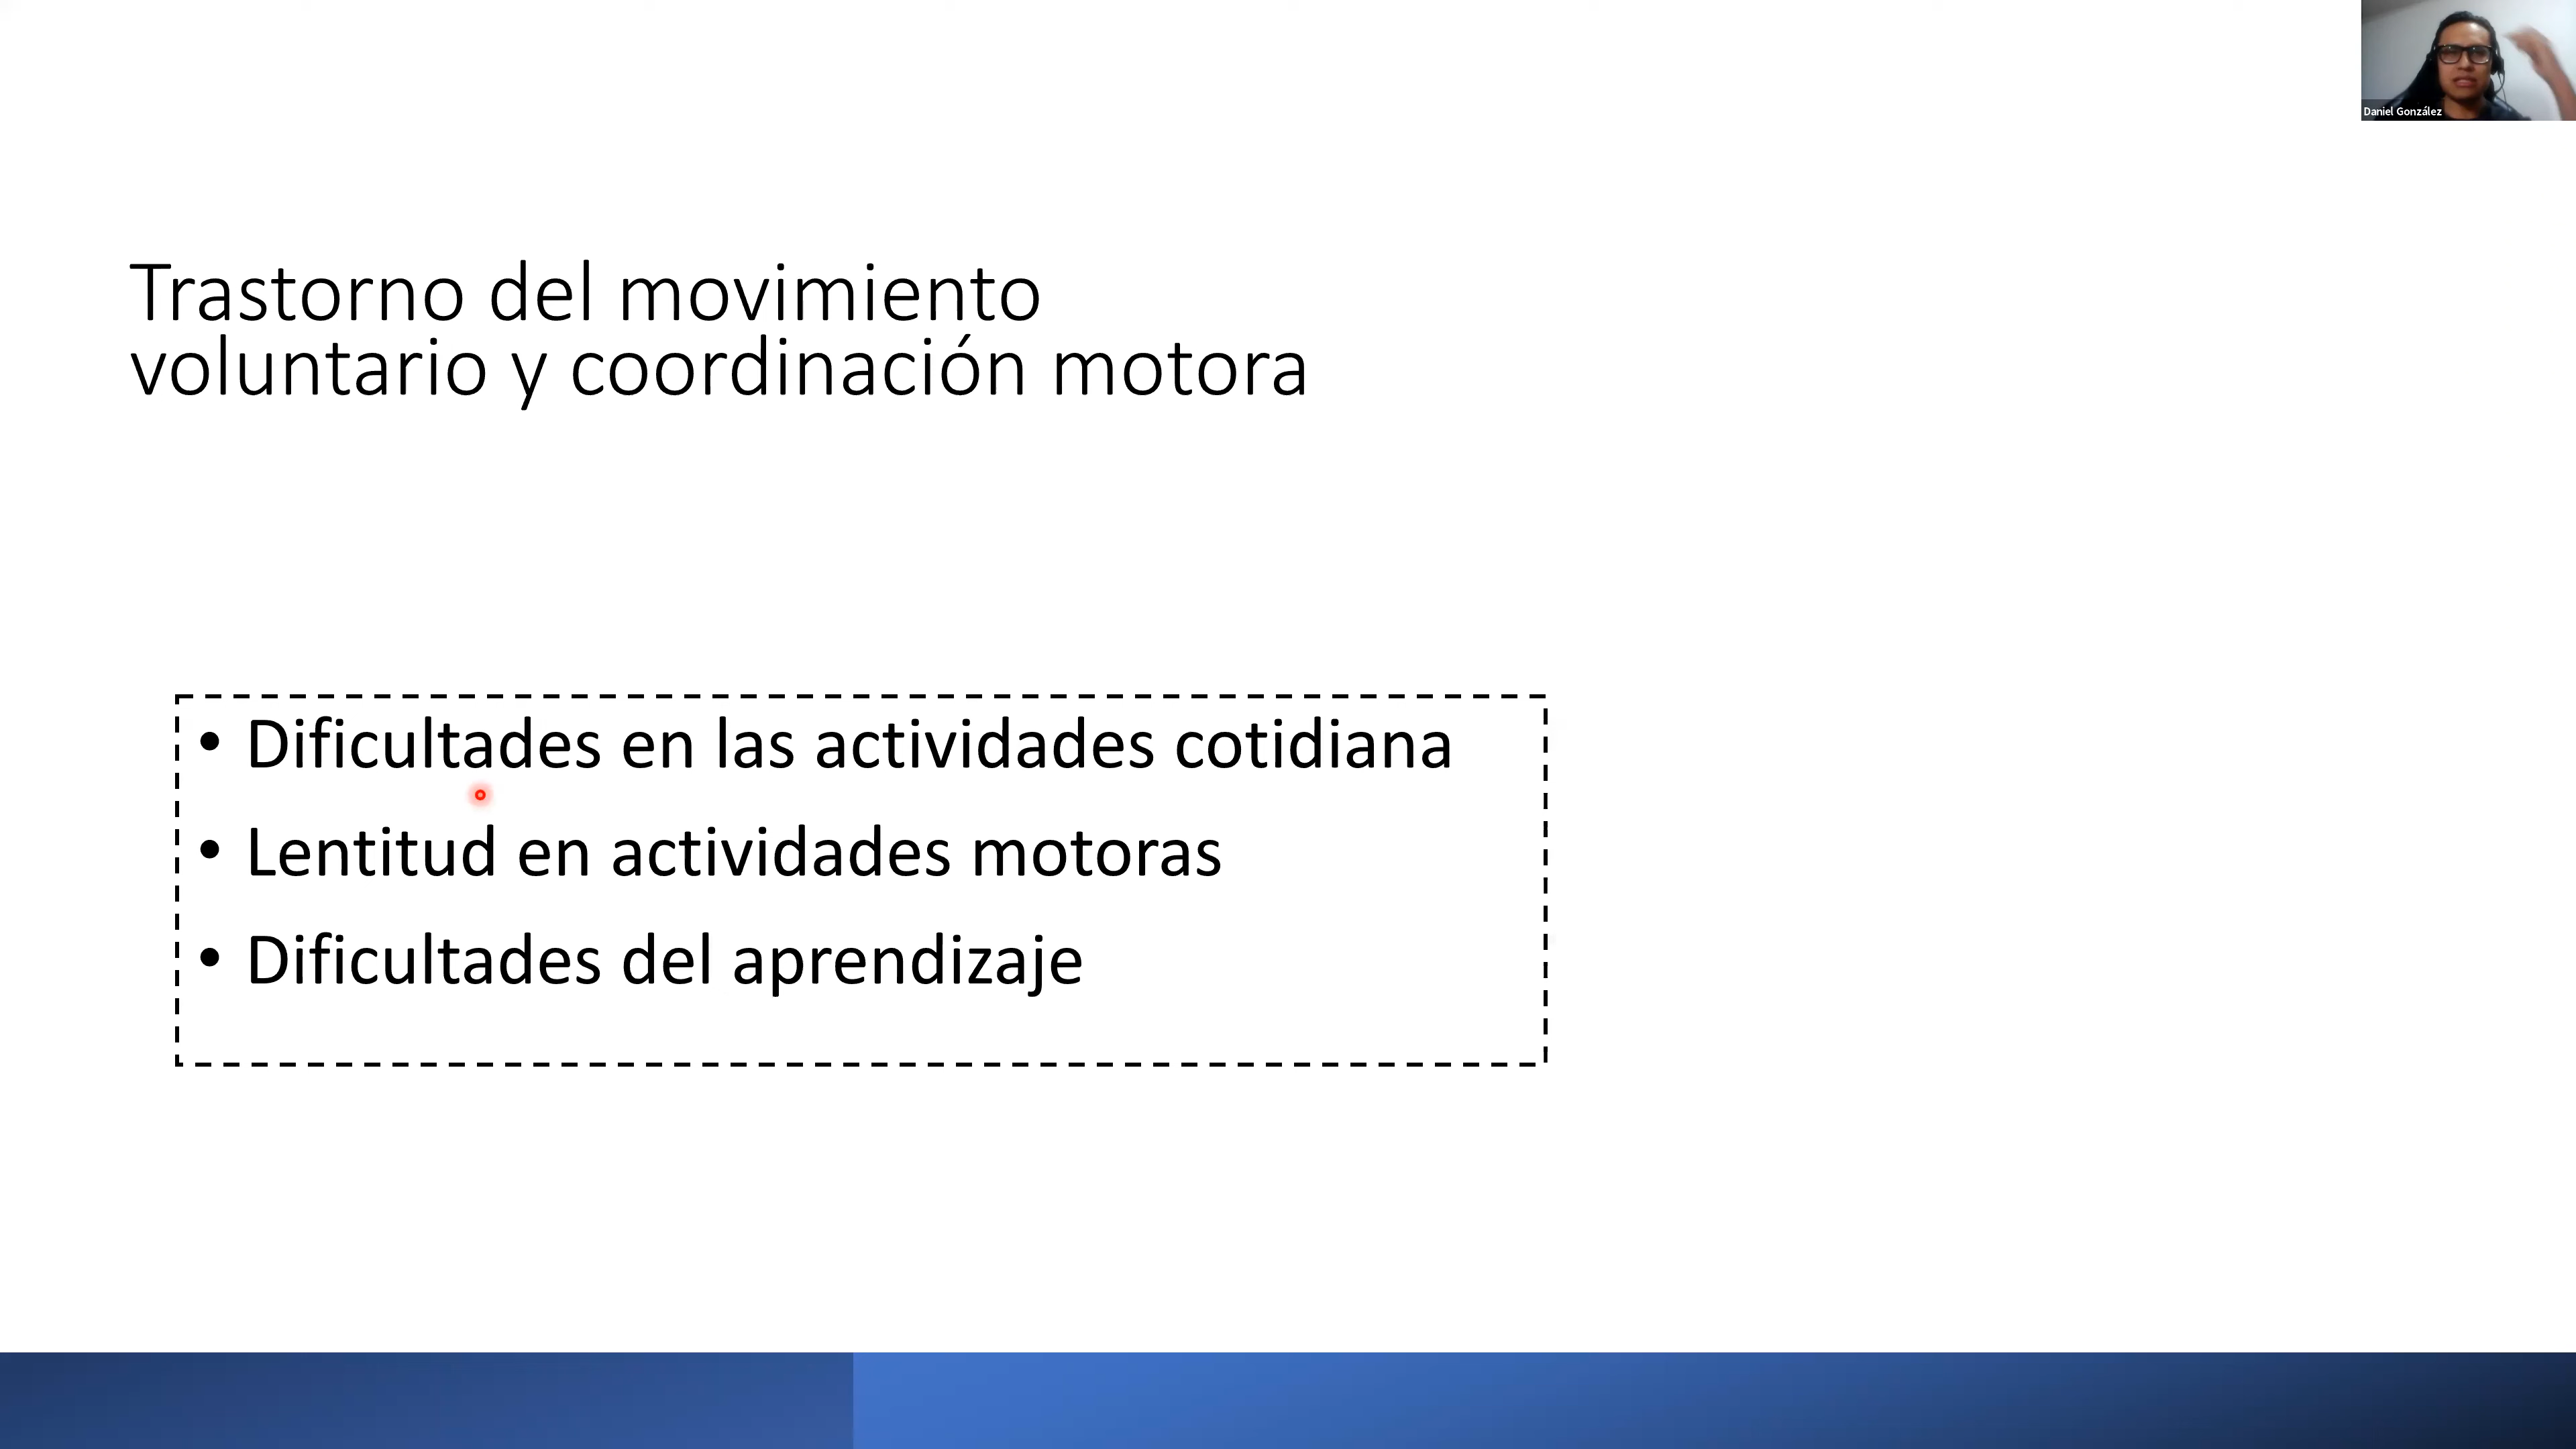 Daniel González
Trastorno del movimiento
voluntario y coordinación motora
• Dificultades en las actividades cotidiana
• Lentitud en actividades motoras
• Dificultades del aprendizaje